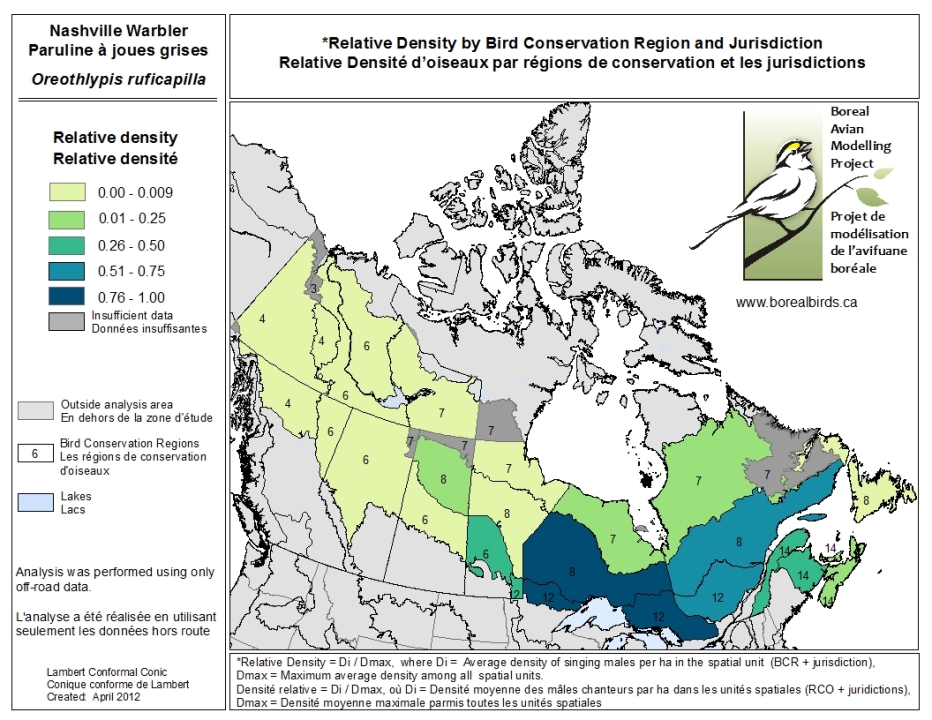 Nashville Warbler
Paruline à joues grises
Oreothlypis ruficapilla
*Relative Density by Bird Conservation Region and Jurisdiction
Relative Densité d'oiseaux par régions de conservation et les jurisdictions
Relative density
Relative densité
0.00 - 0.009
0.01 - 0.25
0.26 - 0.50
0.51 - 0.75
0.76 - 1.00
Insufficient data
Données insuffisantes
Outside analysis area
En dehors de la zone d'étude
6
Bird Conservation Regions
Les régions de conservation
d'oiseaux
Lakes
Lacs
Analysis was performed using only
off-road data.
L'analyse a été réalisée en utilisant
seulement les données hors route
Lambert Conformal Conic
Conique conforme de Lambert
Created: April 2012
Boreal
Avian
Modelling
Project
Projet de
modélisation
de l'avifuane
boréale
www.borealbirds.ca
3
4
4
6
4
6
7
6
7
7
7
6
7
8
7
7
7
8
8
8
6
6
7
8
8
14
14
14
12
12
12
12
14
*Relative Density = Di / Dmax, where Di = Average density of singing males per ha in the spatial unit (BCR + jurisdiction),
Dmax = Maximum average density among all spatial units.
Densité relative = Di / Dmax, où Di = Densité moyenne des mâles chanteurs par ha dans les unités spatiales (RCO + juridictions),
Dmax = Densité moyenne maximale parmis toutes les unités spatiales